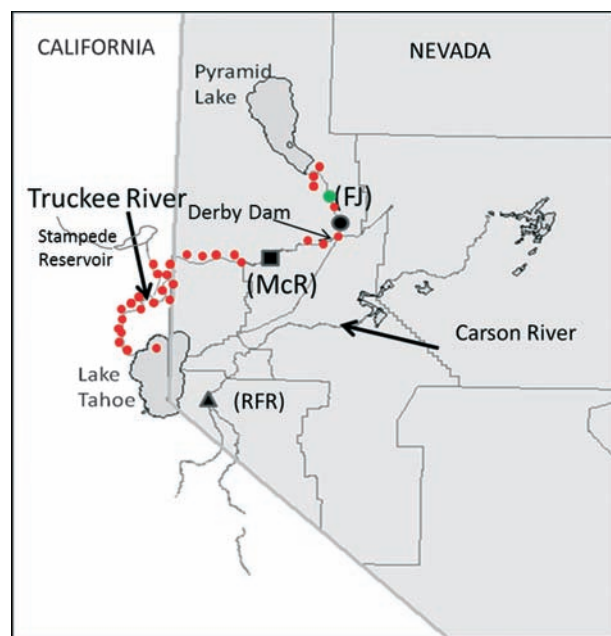 CALIFORNIA
NEVADA
Pyramid
Lake
(FJ)
Truckee River
Derby Dam
Stampede
Reservoir
(McR)
Carson River
Lake
Tahoe
(RFR)